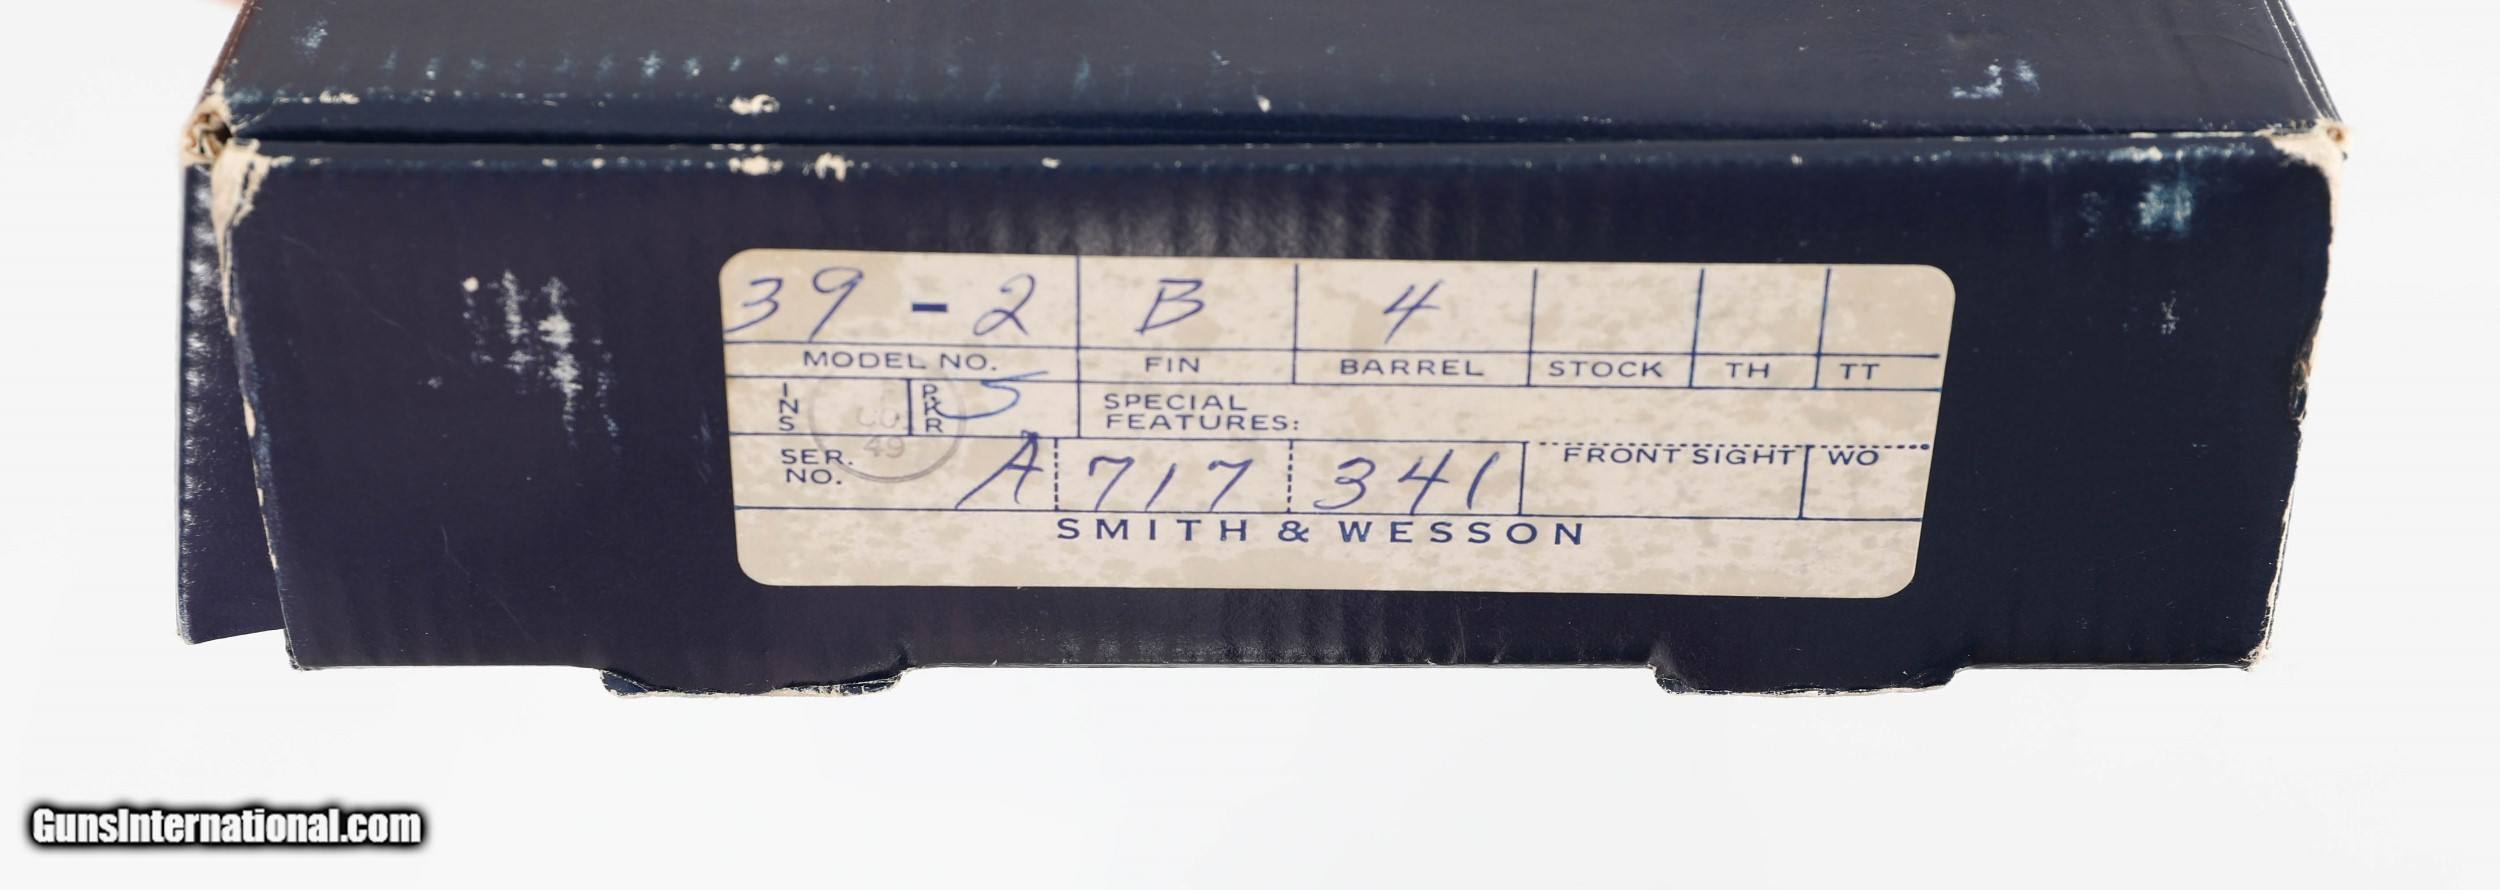 39-2 B 4
MODEL NO. FIN BARREL STOCK TH TT
INS PKR 5 SPECIAL
FEATURES:
49
SER. NO. A 717 341 FRONT SIGHT WO
SMITH & WESSON
GunsInternational.com